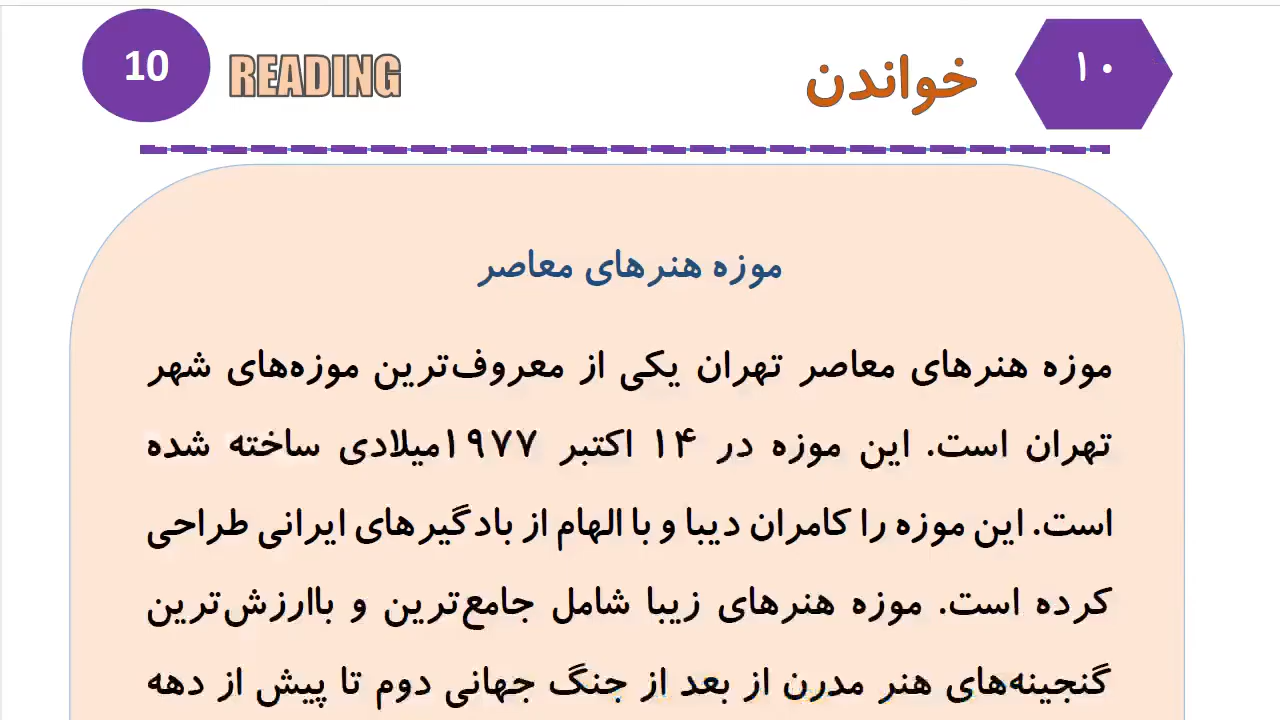 10
READING
خواندن
۱۰
موزه هنرهای معاصر
موزه هنرهای معاصر تهران یکی از معروف‌ترین موزه‌های شهر
تهران است. این موزه در ۱۴ اکتبر ۱۹۷۷میلادی ساخته شده
است. این موزه را کامران دیبا و با الهام از بادگیرهای ایرانی طراحی
کرده است. موزه هنرهای زیبا شامل جامع‌ترین و باارزش‌ترین
گنجینه‌های هنر مدرن از بعد از جنگ جهانی دوم تا پیش از دهه